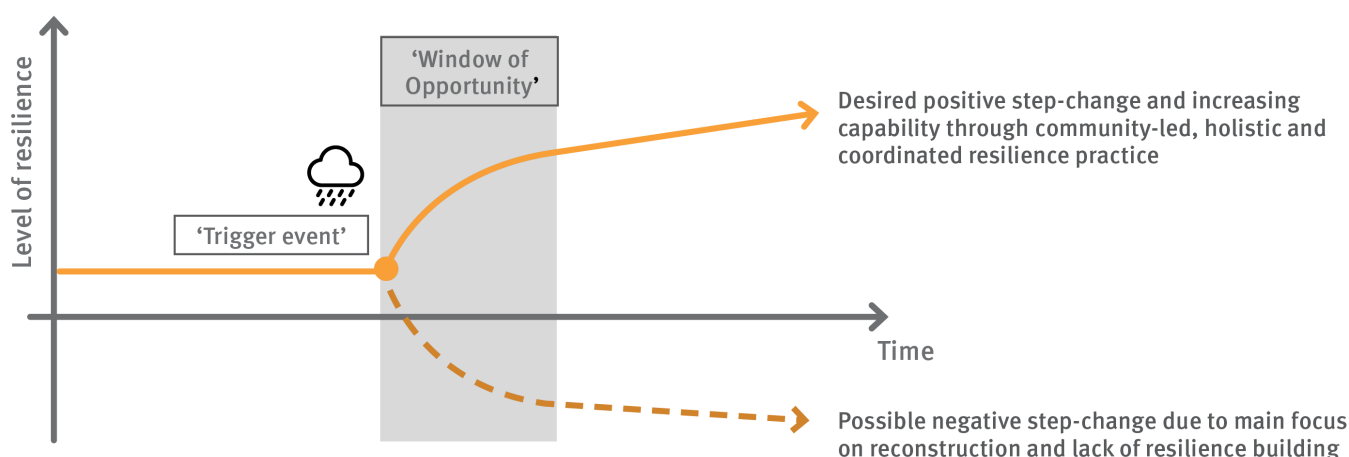 Level of resilience
‘Window of
Opportunity’
‘Trigger event’
Desired positive step-change and increasing
capability through community-led, holistic and
coordinated resilience practice
Time
Possible negative step-change due to main focus
on reconstruction and lack of resilience building